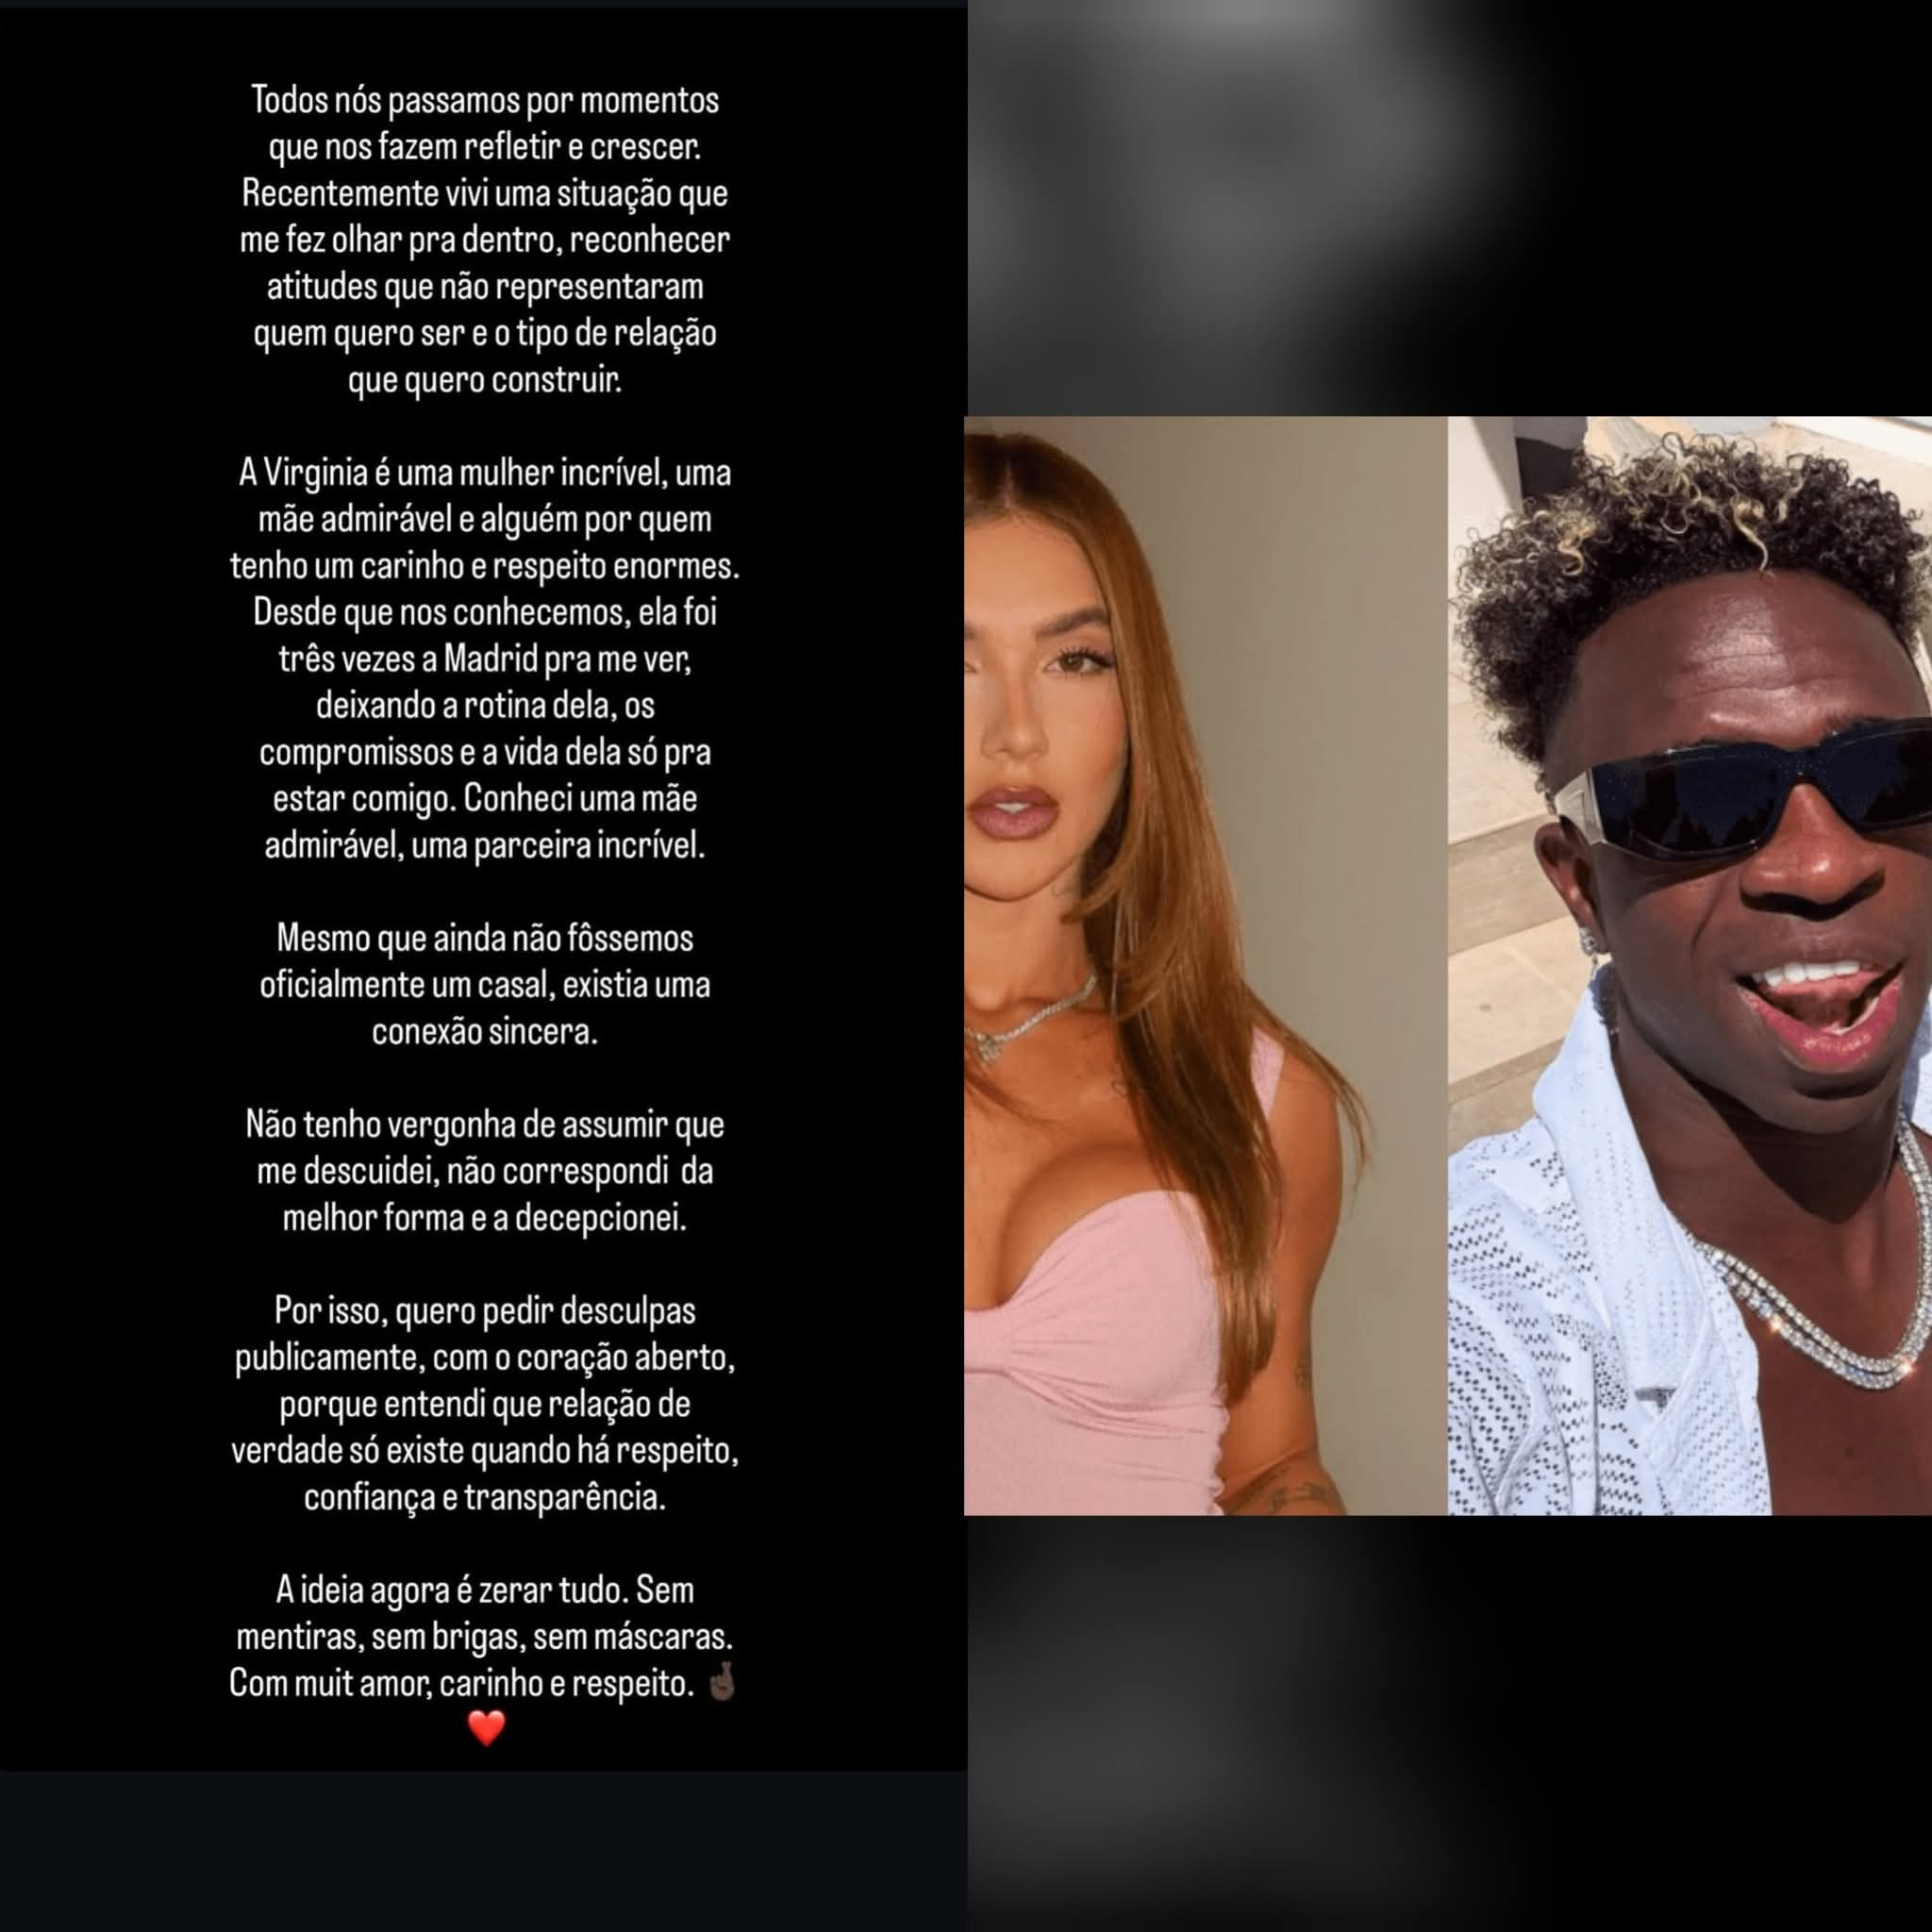 Todos nós passamos por momentos
que nos fazem refletir e crescer.
Recentemente vivi uma situação que
me fez olhar pra dentro, reconhecer
atitudes que não representaram
quem quero ser e o tipo de relação
que quero construir.
A Virginia é uma mulher incrível, uma
mãe admirável e alguém por quem
tenho um carinho e respeito enormes.
Desde que nos conhecemos, ela foi
três vezes a Madrid pra me ver,
deixando a rotina dela, os
compromissos e a vida dela só pra
estar comigo. Conheci uma mãe
admirável, uma parceira incrível.
Mesmo que ainda não fôssemos
oficialmente um casal, existia uma
conexão sincera.
Não tenho vergonha de assumir que
me descuidei, não correspondi  da
melhor forma e a decepcionei.
Por isso, quero pedir desculpas
publicamente, com o coração aberto,
porque entendi que relação de
verdade só existe quando há respeito,
confiança e transparência.
A ideia agora é zerar tudo. Sem
mentiras, sem brigas, sem máscaras.
Com muit amor, carinho e respeito. 🤞🏿
❤️